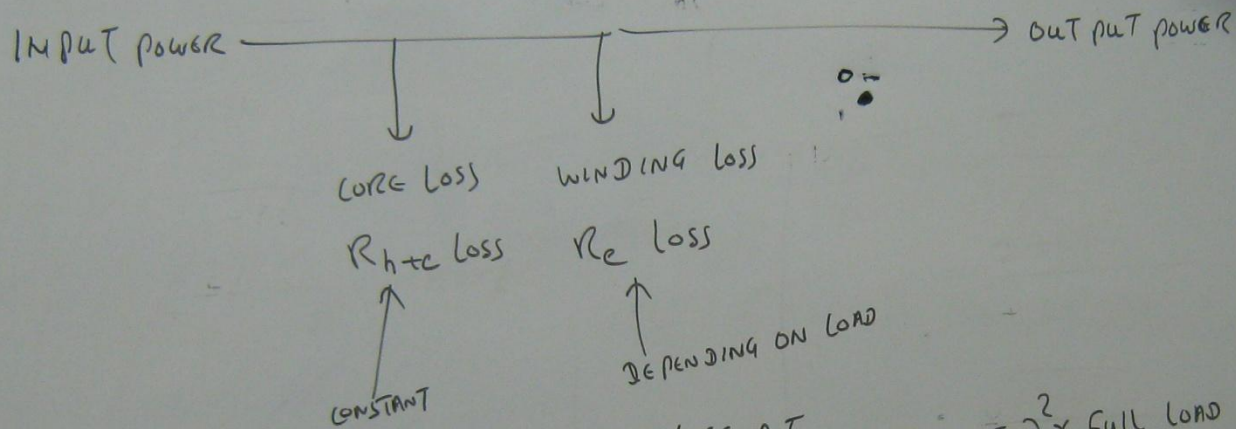 INPUT POWER OUTPUT POWER
CORE LOSS WINDING LOSS
Rh+e LOSS Re LOSS
DEPENDING ON LOAD
CONSTANT
FULL LOAD